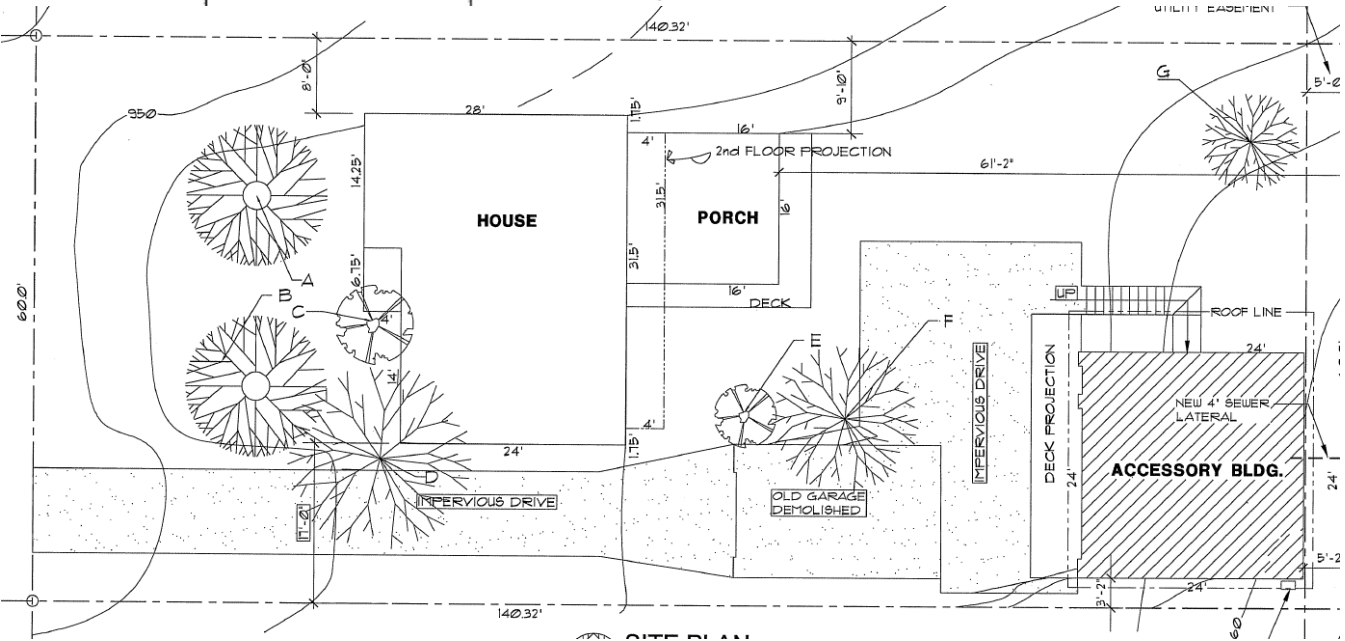 UTILITY EASEMENT
140.32'
8'-0"
9'-10"
G
5'-0
950
28'
1.75'
4'
16'
2nd FLOOR PROJECTION
61'-2"
14.25'
31.5'
HOUSE
PORCH
16'
A
6.75'
31.5'
B
C
16'
DECK
UP
ROOF LINE
60.0'
4'
E
F
24'
14'
IMPERVIOUS DRIVE
DECK PROJECTION
NEW 4" SEWER
LATERAL
4'
24'
1.75'
ACCESSORY BLDG.
D
24'
24'
IMPERVIOUS DRIVE
OLD GARAGE
DEMOLISHED
17'-0"
5'-2
3'-2"
24'
140.32'
60
SITE PLAN